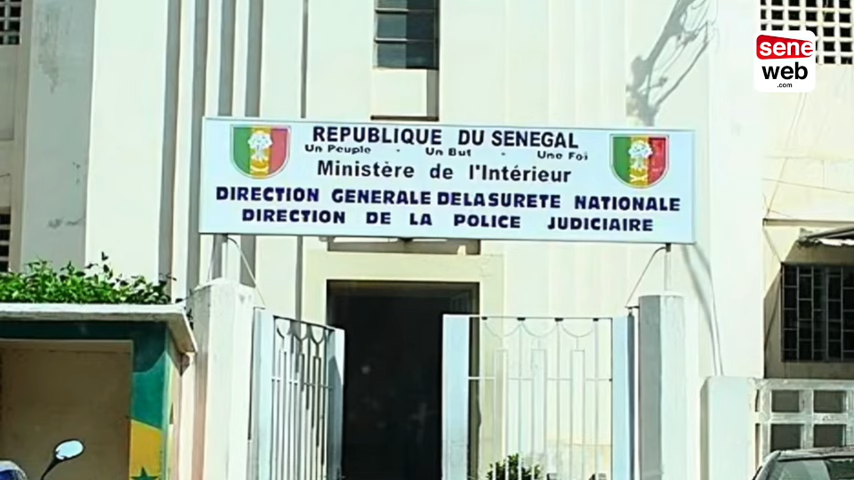 sene
web
.com
REPUBLIQUE DU SENEGAL
Un Peuple - Un But - Une Foi
Ministère de l'Intérieur
DIRECTION GENERALE DELASURETE NATIONALE
DIRECTION DE LA POLICE JUDICIAIRE